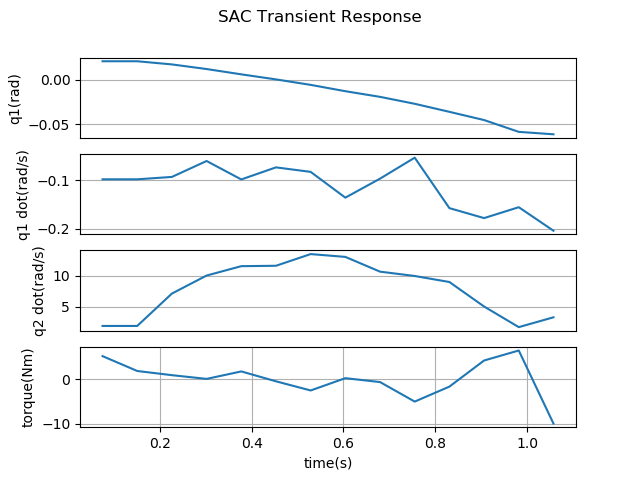 SAC Transient Response
q1(rad)
0.00
−0.05
q1 dot(rad/s)
−0.1
−0.2
q2 dot(rad/s)
10
5
torque(Nm)
0
−10
0.2 0.4 0.6 0.8 1.0
time(s)